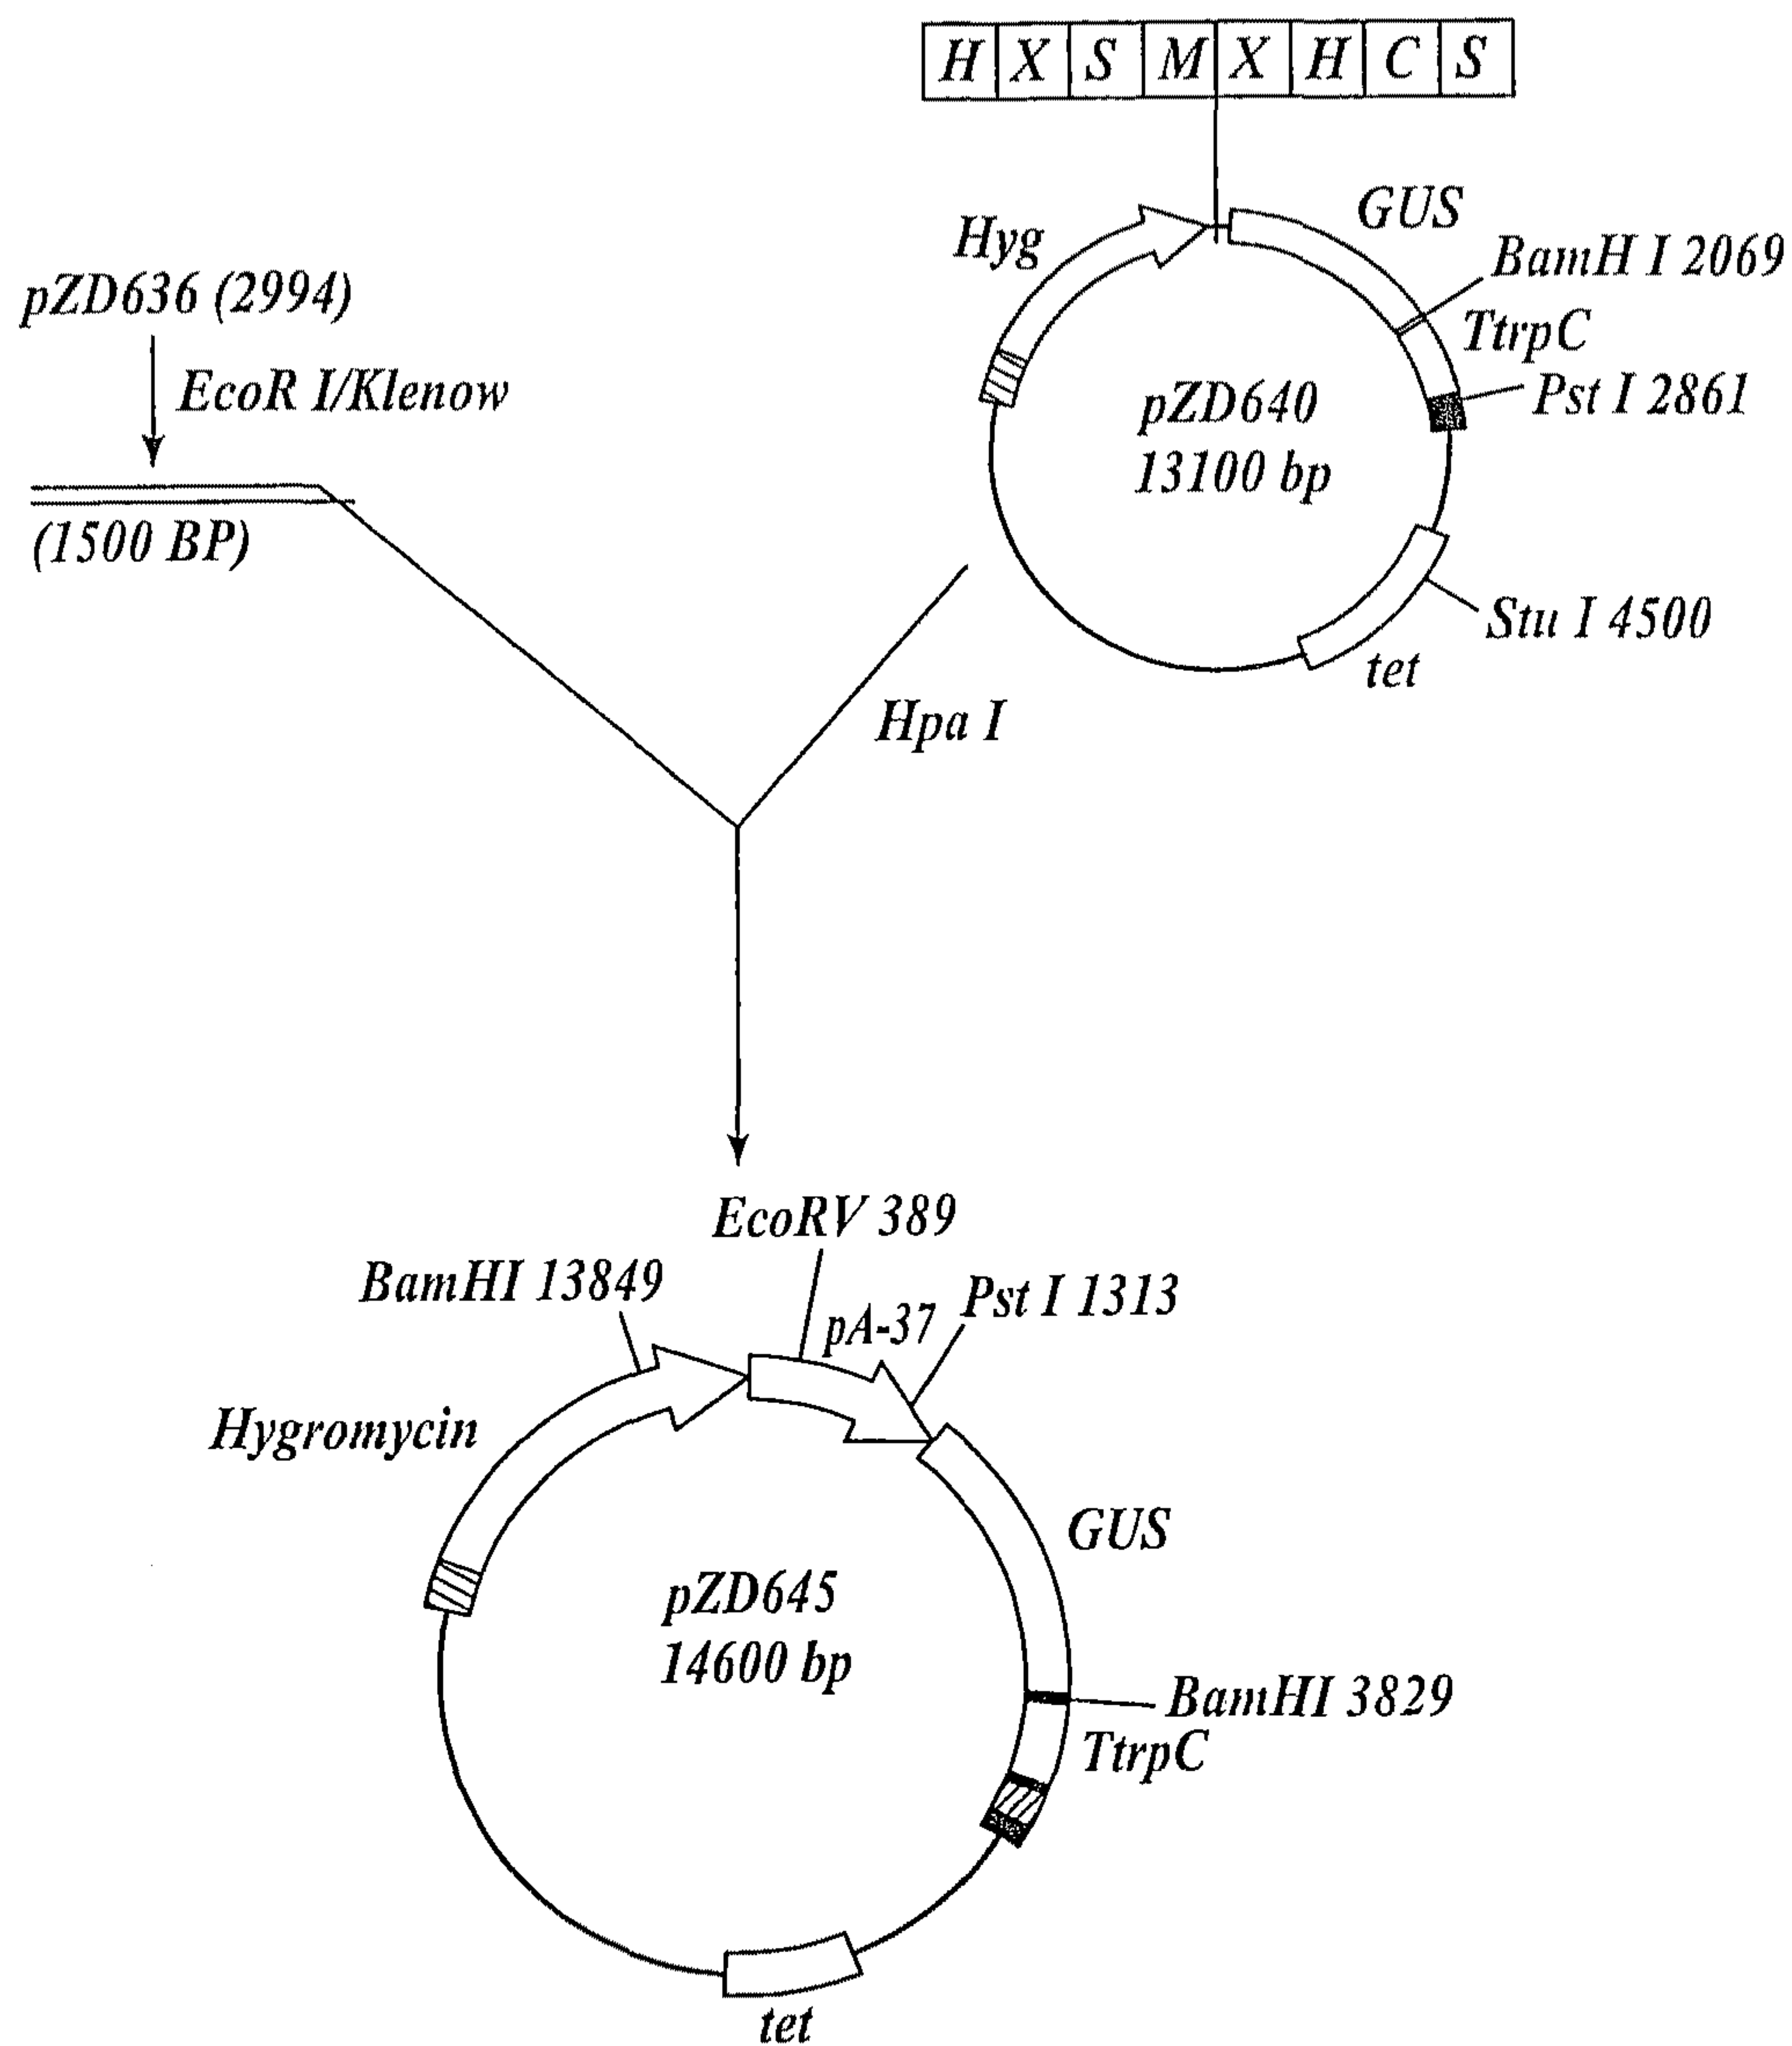 H X S M X H C S
GUS
Hyg
BamH I 2069
TtrpC
Pst I 2861
pZD640
13100 bp
Stu I 4500
tet
pZD636 (2994)
EcoR I/Klenow
(1500 BP)
Hpa I
EcoRV 389
BamHI 13849
pA-37
Pst I 1313
Hygromycin
GUS
pZD645
14600 bp
BamHI 3829
TtrpC
tet